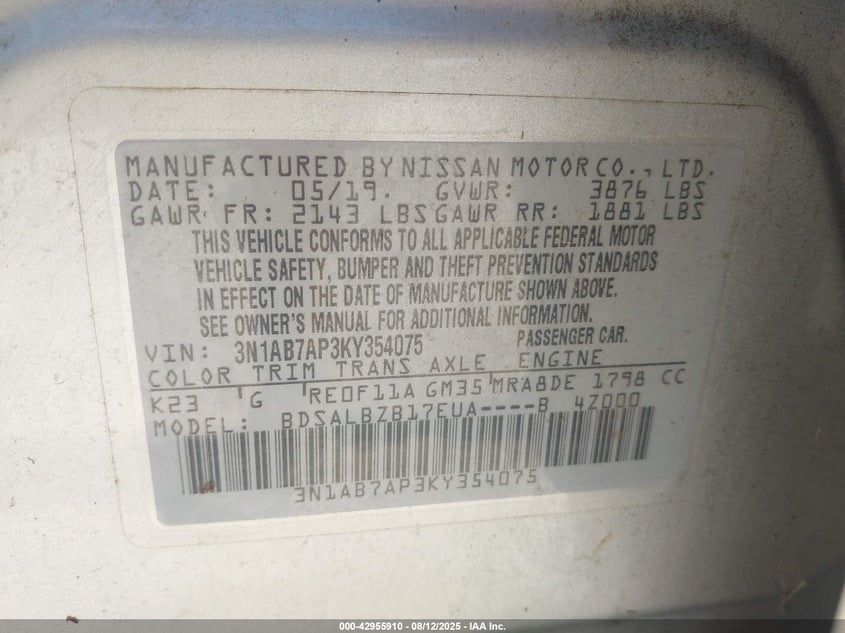 MANUFACTURED BY NISSAN MOTOR CO., LTD.
DATE: 05/19. GVWR: 3876 LBS
GAWR FR: 2143 LBS GAWR RR: 1881 LBS
THIS VEHICLE CONFORMS TO ALL APPLICABLE FEDERAL MOTOR
VEHICLE SAFETY, BUMPER AND THEFT PREVENTION STANDARDS
IN EFFECT ON THE DATE OF MANUFACTURE SHOWN ABOVE.
SEE OWNER'S MANUAL FOR ADDITIONAL INFORMATION.
VIN: 3N1AB7AP3KY354075 PASSENGER CAR.
COLOR TRIM TRANS AXLE ENGINE
K23 G RE0F11A GM35 MRA8DE 1798 CC
MODEL: BDSALBZB17EUA----B 4Z000
3N1AB7AP3KY354075
000-42955910 - 08/12/2025 - IAA Inc.